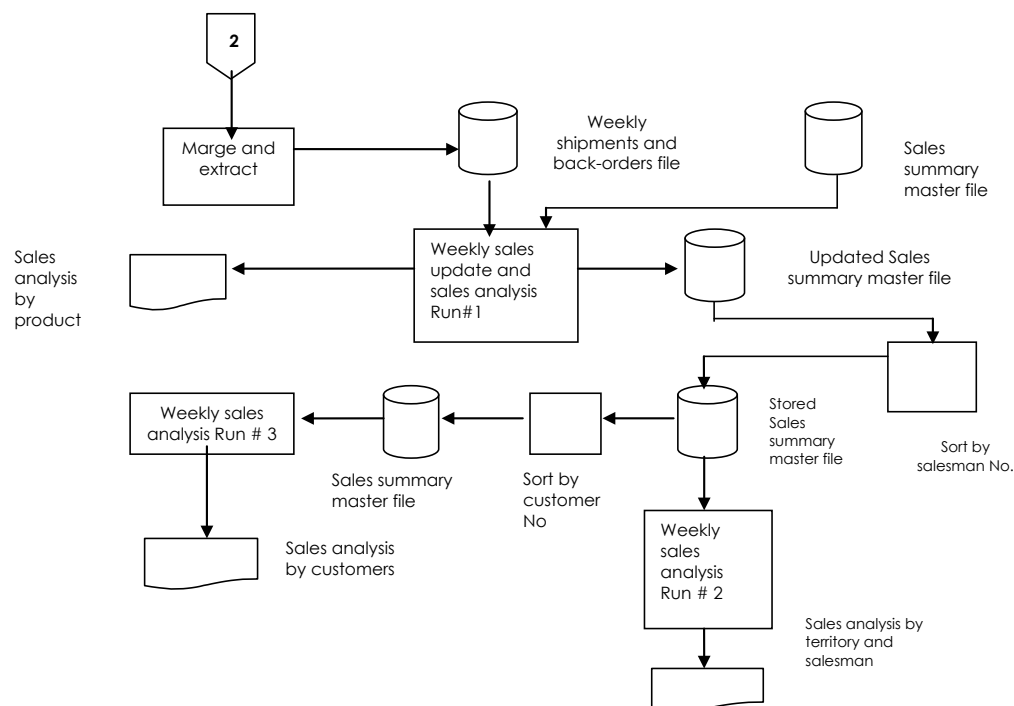 2
Marge and
extract
Weekly
shipments and
back-orders file
Sales
summary
master file
Sales
analysis
by
product
Weekly sales
update and
sales analysis
Run#1
Updated Sales
summary master file
Weekly sales
analysis Run # 3
Sales summary
master file
Sort by
customer
No
Stored
Sales
summary
master file
Sort by
salesman No.
Sales analysis
by customers
Weekly
sales
analysis
Run # 2
Sales analysis by
territory and
salesman